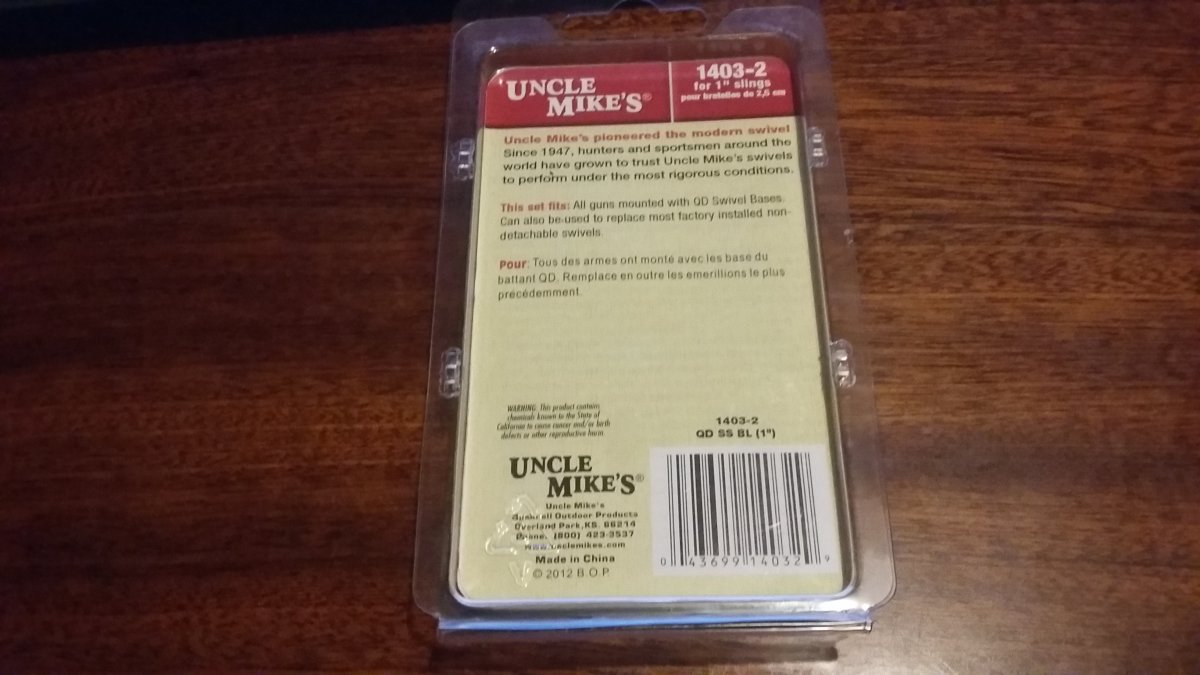 UNCLE
MIKE'S®
1403-2
for 1" slings
pour bretelles de 2,5 cm
Uncle Mike's pioneered the modern swivel
Since 1947, hunters and sportsmen around the
world have grown to trust Uncle Mike's swivels
to perform under the most rigorous conditions.
This set fits: All guns mounted with QD Swivel Bases.
Can also be used to replace most factory installed non-
detachable swivels.
Pour: Tous des armes ont monté avec les base du
battant QD. Remplace en outre les emerillions le plus
précédemment.
WARNING: This product contains
chemicals known to the State of
California to cause cancer and/or birth
defects or other reproductive harm.
1403-2
QD SS BL (1")
UNCLE
MIKE'S®
Uncle Mike's
Bushnell Outdoor Products
Overland Park, KS. 66214
Phone: (800) 423-3537
www.unclemikes.com
Made in China
© 2012 B.O.P.
0 43699 14032 9